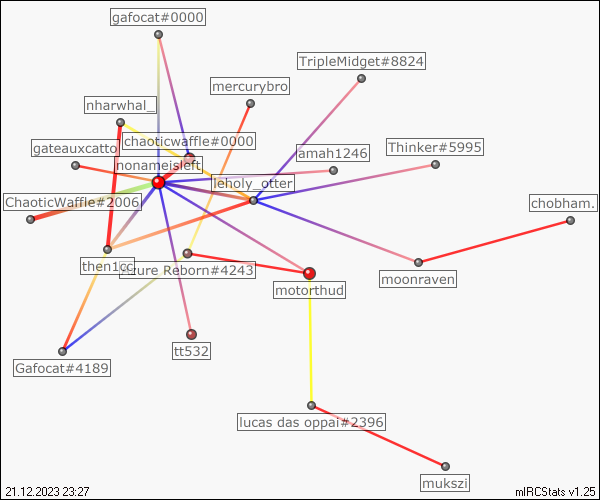 gafocat#0000
TripleMidget#8824
mercurybro
nharwhal_
chaoticwaffle#0000
gateauxcatto
amah1246
Thinker#5995
nonameisleft
leholy_otter
ChaoticWaffle#2006
chobham.
then1cc
zure Reborn#4243
moonraven
motorthud
tt532
Gafocat#4189
lucas das oppai#2396
mukszi
21.12.2023 23:27
mIRCStats v1.25